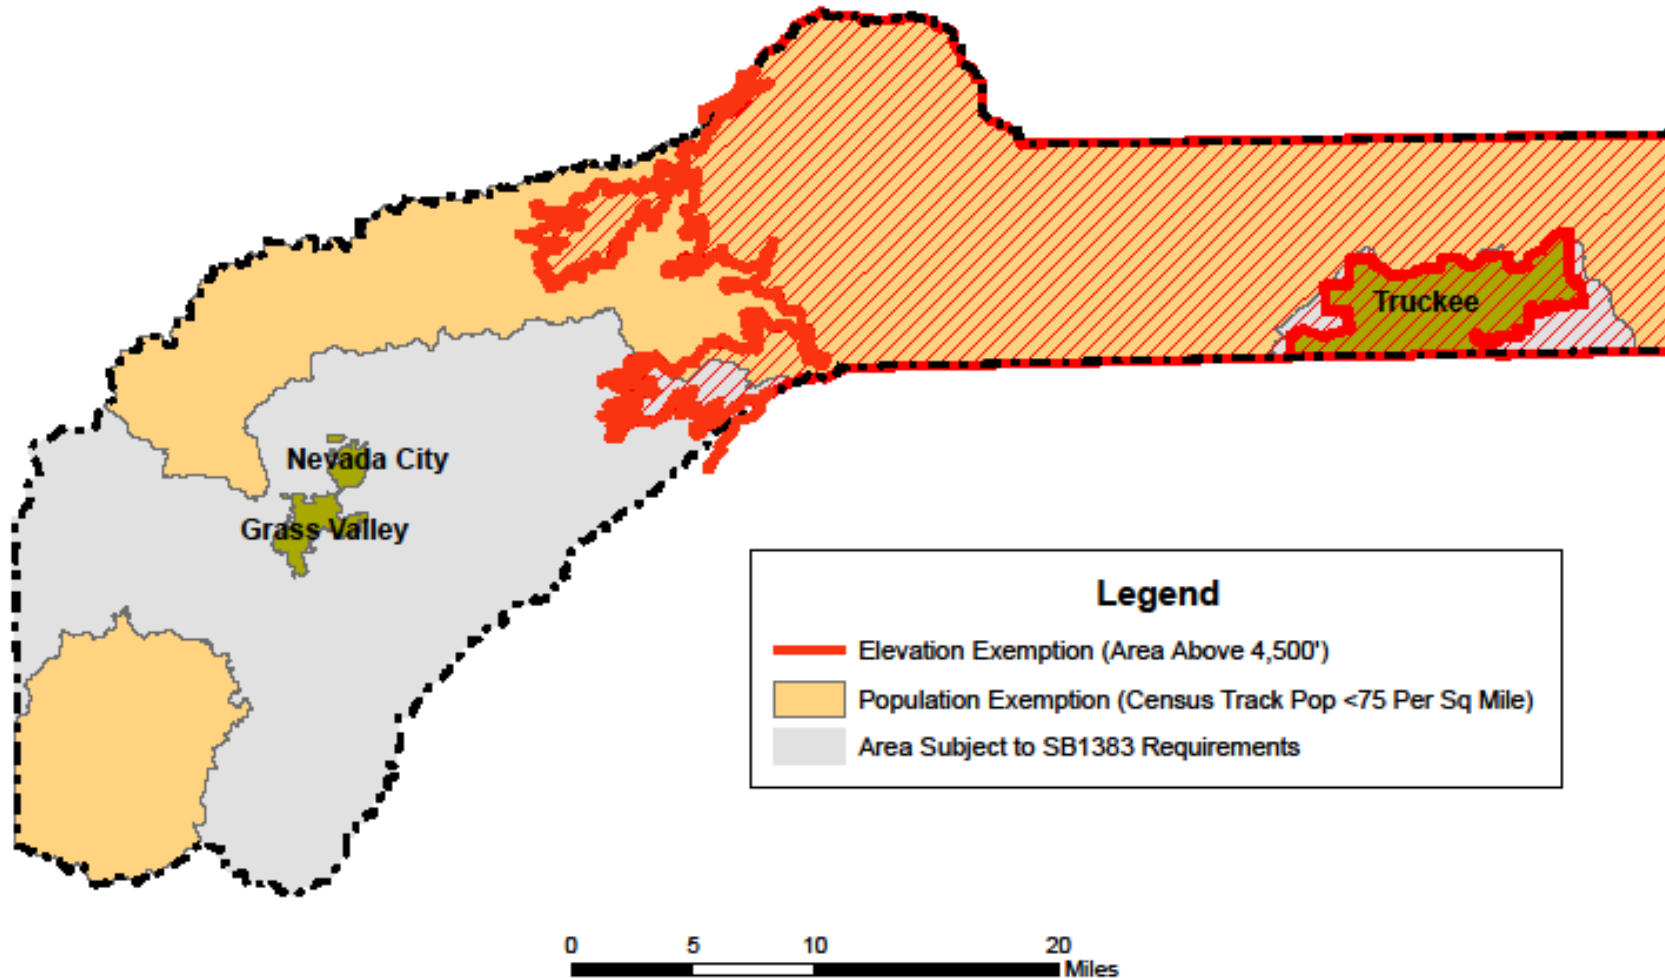 Truckee
Nevada City
Grass Valley
Legend
Elevation Exemption (Area Above 4,500')
Population Exemption (Census Track Pop <75 Per Sq Mile)
Area Subject to SB1383 Requirements
0 5 10 20
Miles